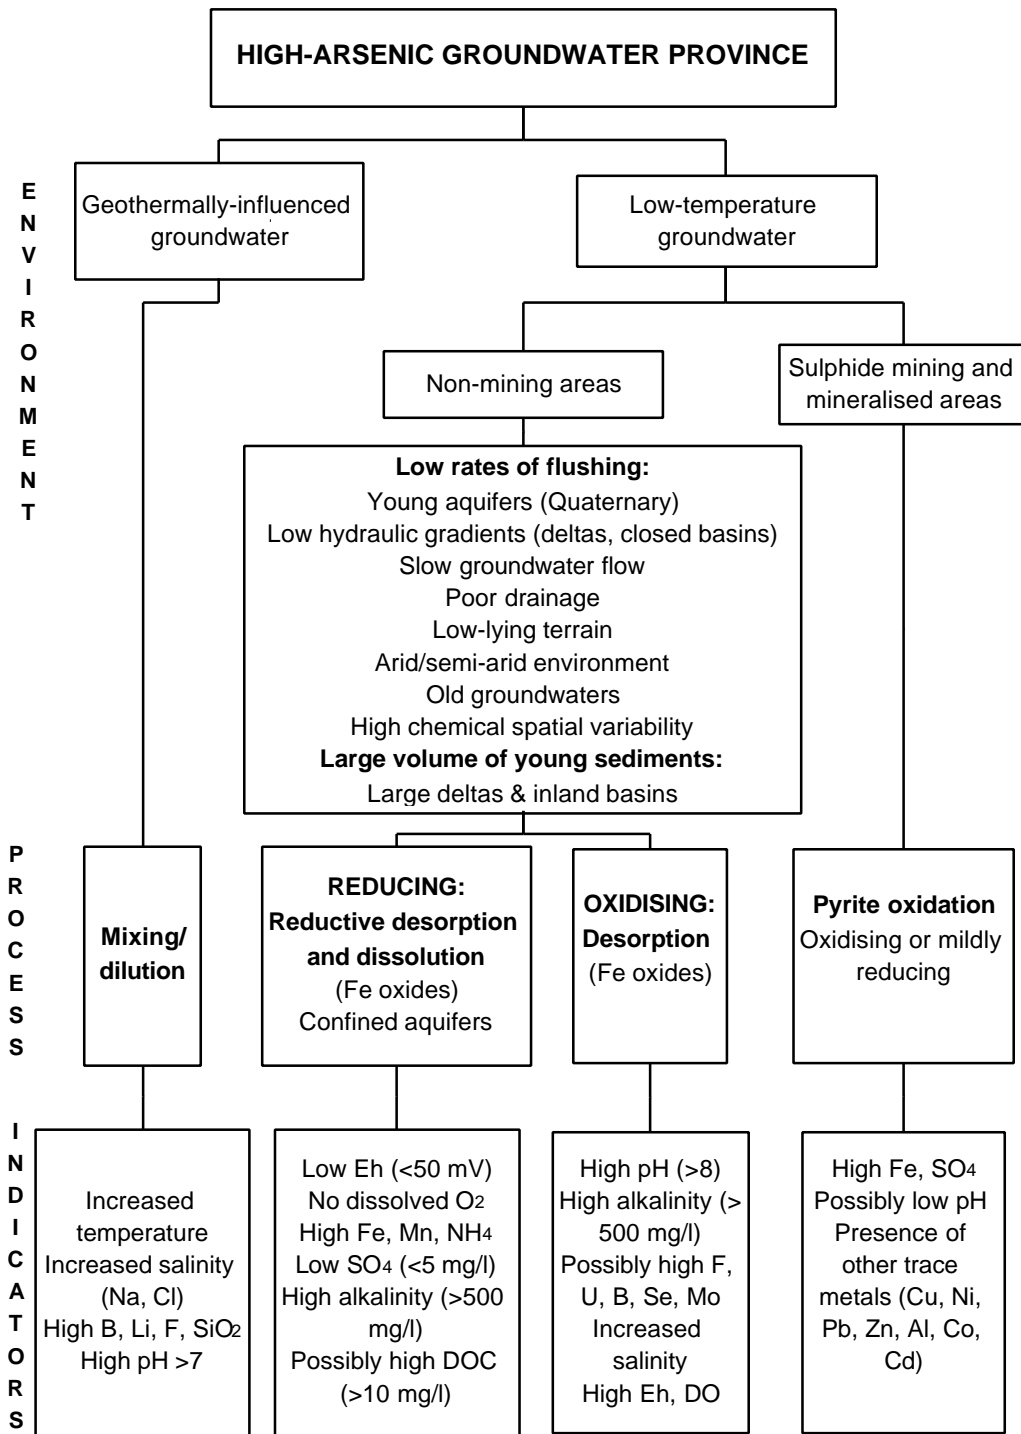 HIGH-ARSENIC GROUNDWATER PROVINCE
ENVIRONMENT
Geothermally-influenced
groundwater
Low-temperature
groundwater
Non-mining areas
Sulphide mining and
mineralised areas
Low rates of flushing:
Young aquifers (Quaternary)
Low hydraulic gradients (deltas, closed basins)
Slow groundwater flow
Poor drainage
Low-lying terrain
Arid/semi-arid environment
Old groundwaters
High chemical spatial variability
Large volume of young sediments:
Large deltas & inland basins
PROCESS
Mixing/
dilution
REDUCING:
Reductive desorption
and dissolution
(Fe oxides)
Confined aquifers
OXIDISING:
Desorption
(Fe oxides)
Pyrite oxidation
Oxidising or mildly
reducing
INDICATORS
Increased
temperature
Increased salinity
(Na, Cl)
High B, Li, F, SiO2
High pH >7
Low Eh (<50 mV)
No dissolved O2
High Fe, Mn, NH4
Low SO4 (<5 mg/l)
High alkalinity (>500
mg/l)
Possibly high DOC
(>10 mg/l)
High pH (>8)
High alkalinity (>
500 mg/l)
Possibly high F,
U, B, Se, Mo
Increased
salinity
High Eh, DO
High Fe, SO4
Possibly low pH
Presence of
other trace
metals (Cu, Ni,
Pb, Zn, Al, Co,
Cd)